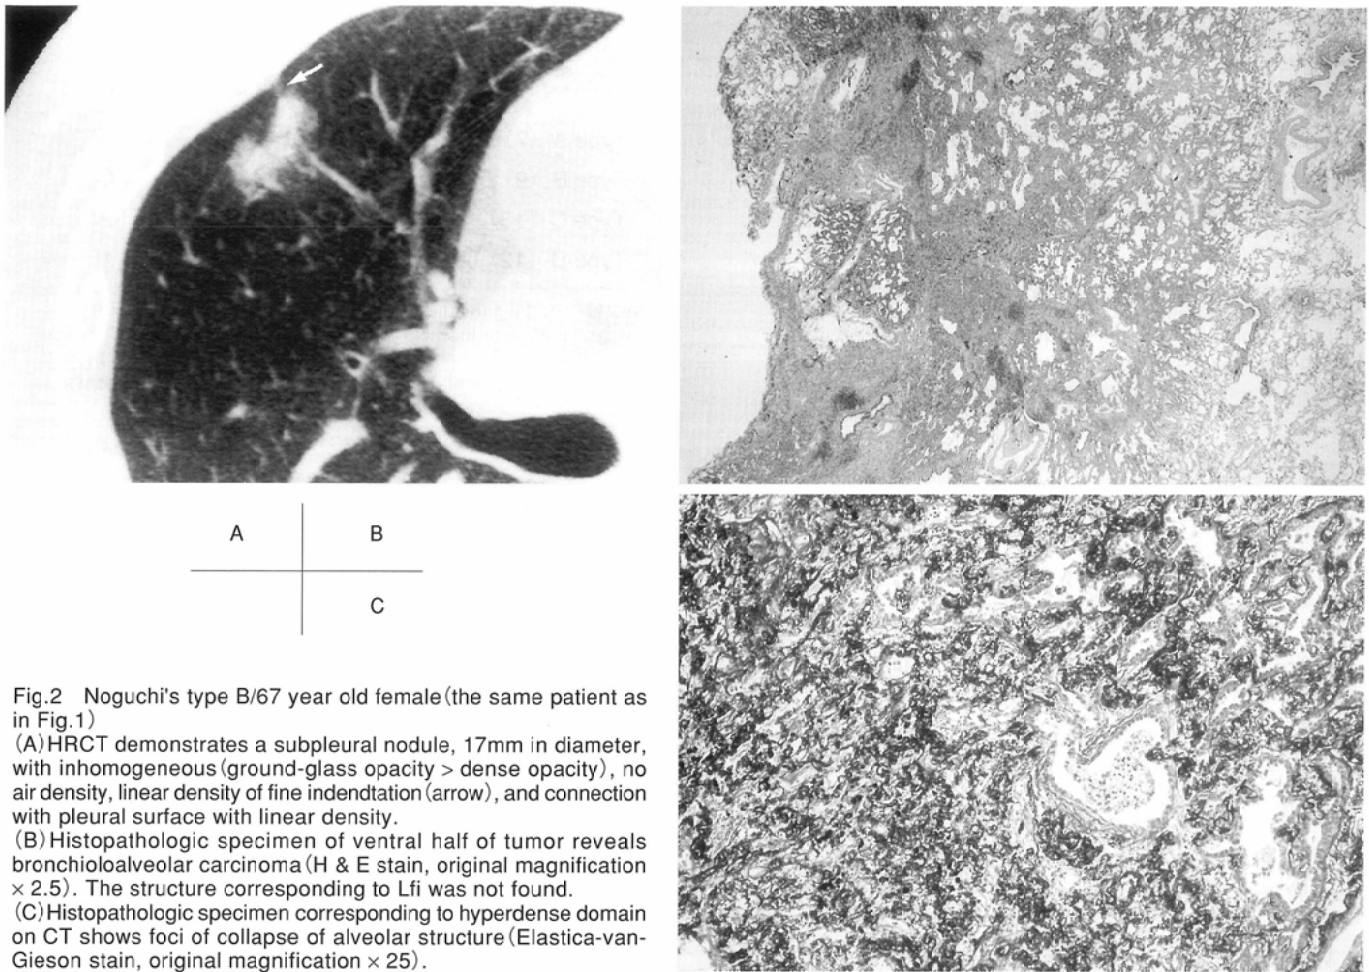 A
B
C
Fig.2 Noguchi's type B/67 year old female(the same patient as
in Fig.1)
(A)HRCT demonstrates a subpleural nodule, 17mm in diameter,
with inhomogeneous(ground-glass opacity > dense opacity), no
air density, linear density of fine indendtation(arrow), and connection
with pleural surface with linear density.
(B)Histopathologic specimen of ventral half of tumor reveals
bronchioloalveolar carcinoma(H & E stain, original magnification
× 2.5). The structure corresponding to Lfi was not found.
(C)Histopathologic specimen corresponding to hyperdense domain
on CT shows foci of collapse of alveolar structure(Elastica-van-
Gieson stain, original magnification × 25).